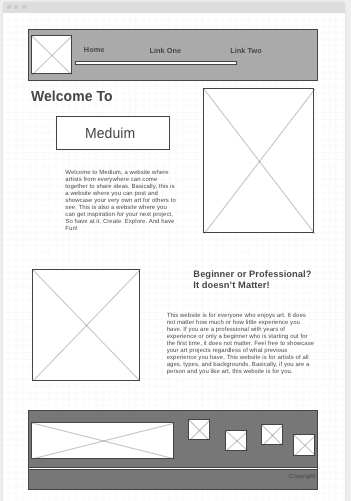 Home Link One Link Two
Welcome To
Meduim
Welcome to Medium, a website where
artists from everywhere can come
together to share ideas. Basically, this is
a website where you can post and
showcase your very own art for others to
see. This is also a website where you
can get inspiration for your next project.
So have at it. Create. Explore. And have
Fun!
Beginner or Professional?
It doesn't Matter!
This website is for everyone who enjoys art. It does
not matter how much or how little experience you
have. If you are a professional with years of
experience or only a beginner who is starting out for
the first time, it does not matter. Feel free to showcase
your art projects regardless of what previous
experience you have. This website is for artists of all
ages, types, and backgrounds. Basically, if you are a
person and you like art, this website is for you.
Copyright